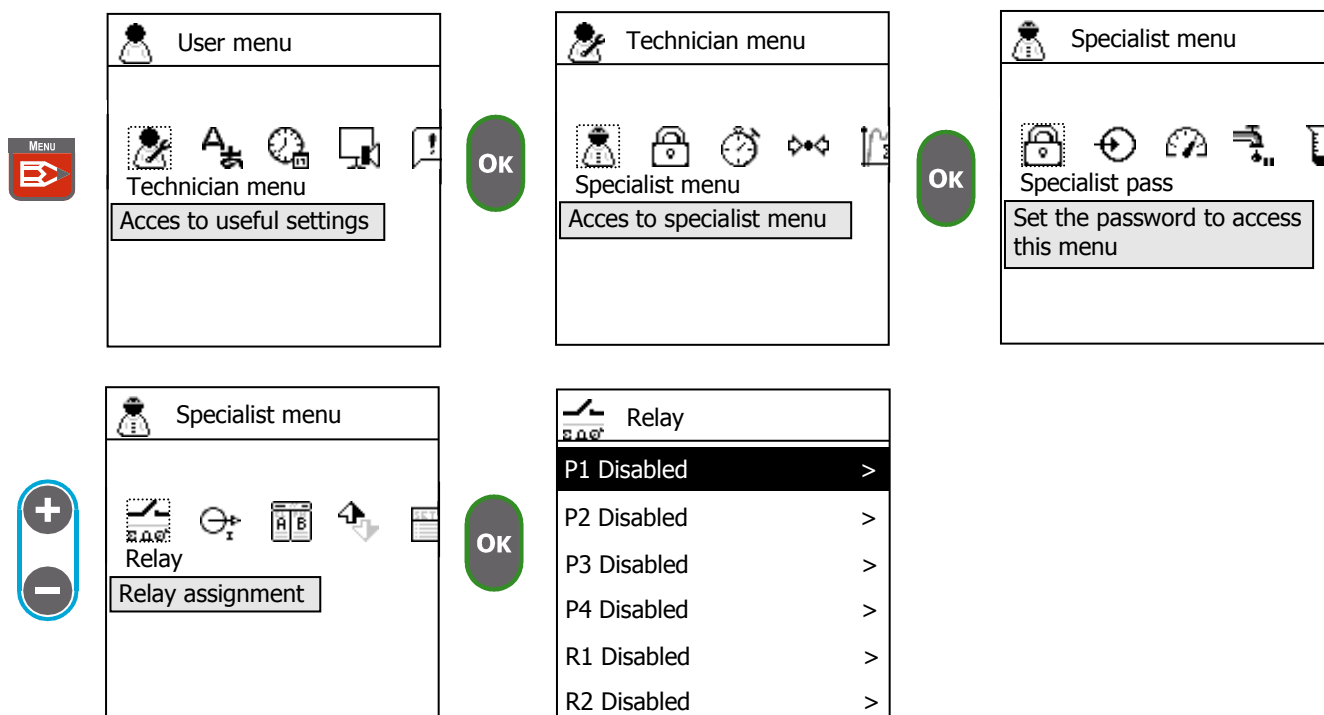 User menu
Technician menu
Specialist menu
MENU
A
OK
OK
Technician menu
Acces to useful settings
Specialist menu
Acces to specialist menu
Specialist pass
Set the password to access
this menu
Specialist menu
Relay
P1 Disabled >
P2 Disabled >
P3 Disabled >
P4 Disabled >
R1 Disabled >
R2 Disabled >
+
−
I
A B
OK
Relay
Relay assignment